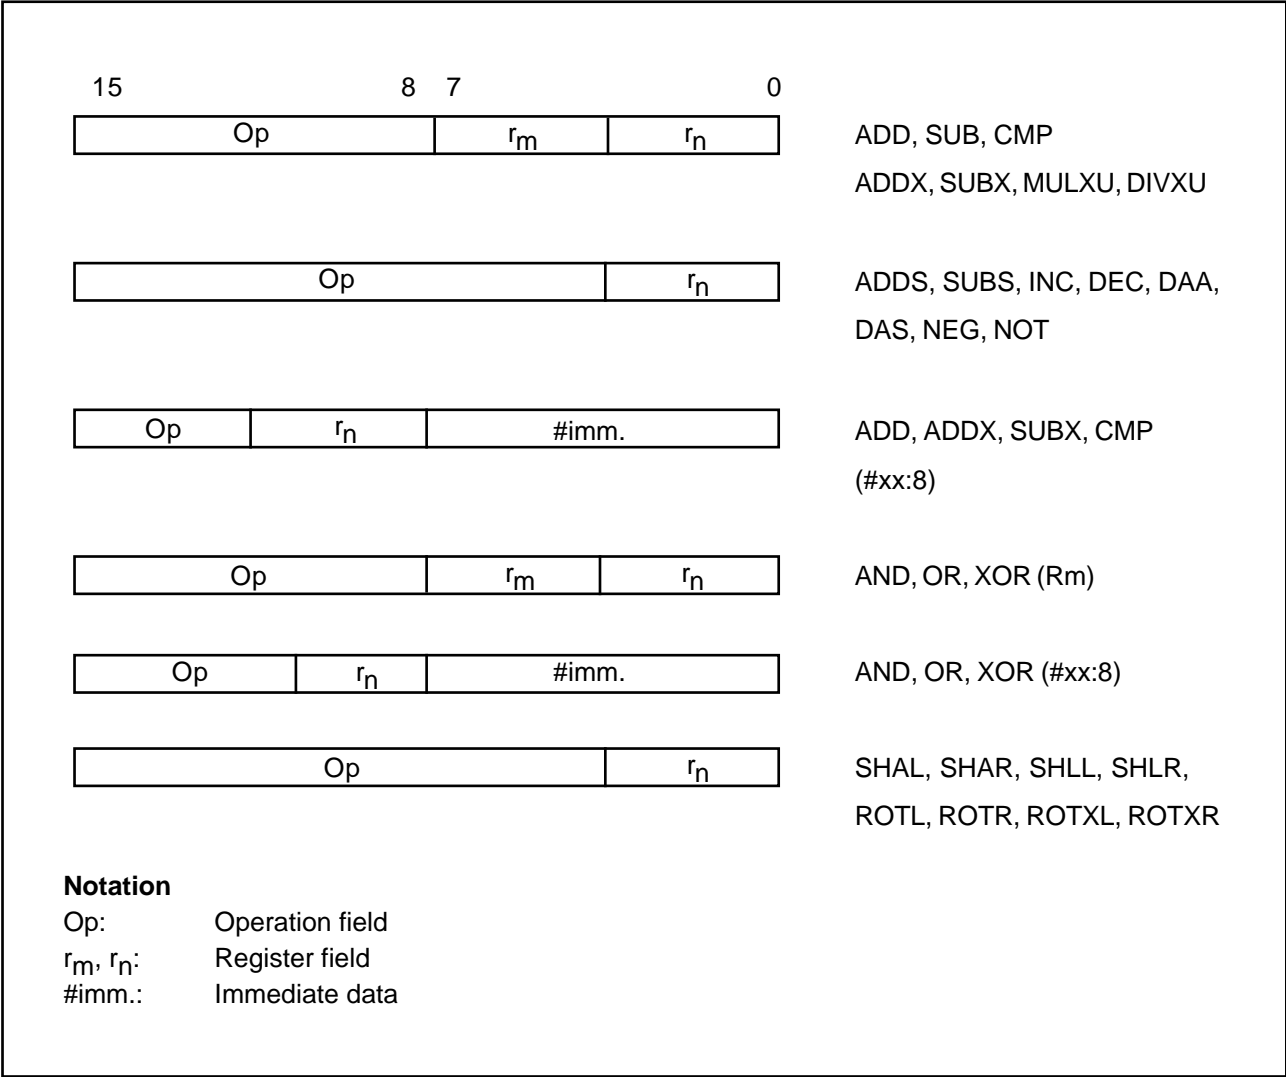 15 8 7 0
Op rm rn ADD, SUB, CMP
ADDX, SUBX, MULXU, DIVXU
Op rn ADDS, SUBS, INC, DEC, DAA,
DAS, NEG, NOT
Op rn #imm. ADD, ADDX, SUBX, CMP
(#xx:8)
Op rm rn AND, OR, XOR (Rm)
Op rn #imm. AND, OR, XOR (#xx:8)
Op rn SHAL, SHAR, SHLL, SHLR,
ROTL, ROTR, ROTXL, ROTXR
Notation
Op: Operation field
rm, rn: Register field
#imm.: Immediate data